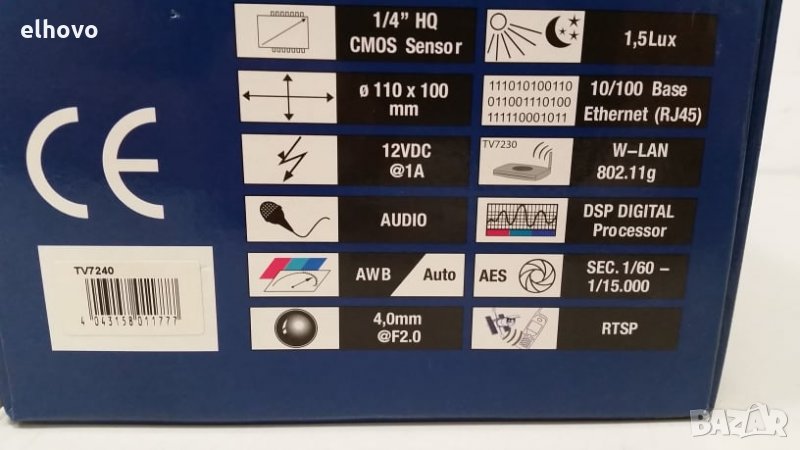 elhovo
1/4” HQ
CMOS Sensor
1,5Lux
ø 110 x 100
mm
111010100110
011001110100
111110001011
10/100 Base
Ethernet (RJ45)
CE
12VDC
@1A
TV7230
W-LAN
802.11g
AUDIO
DSP DIGITAL
Processor
TV7240
4 043158 011777
AWB / Auto
AES
SEC. 1/60 –
1/15.000
4,0mm
@F2.0
RTSP
BAZAR